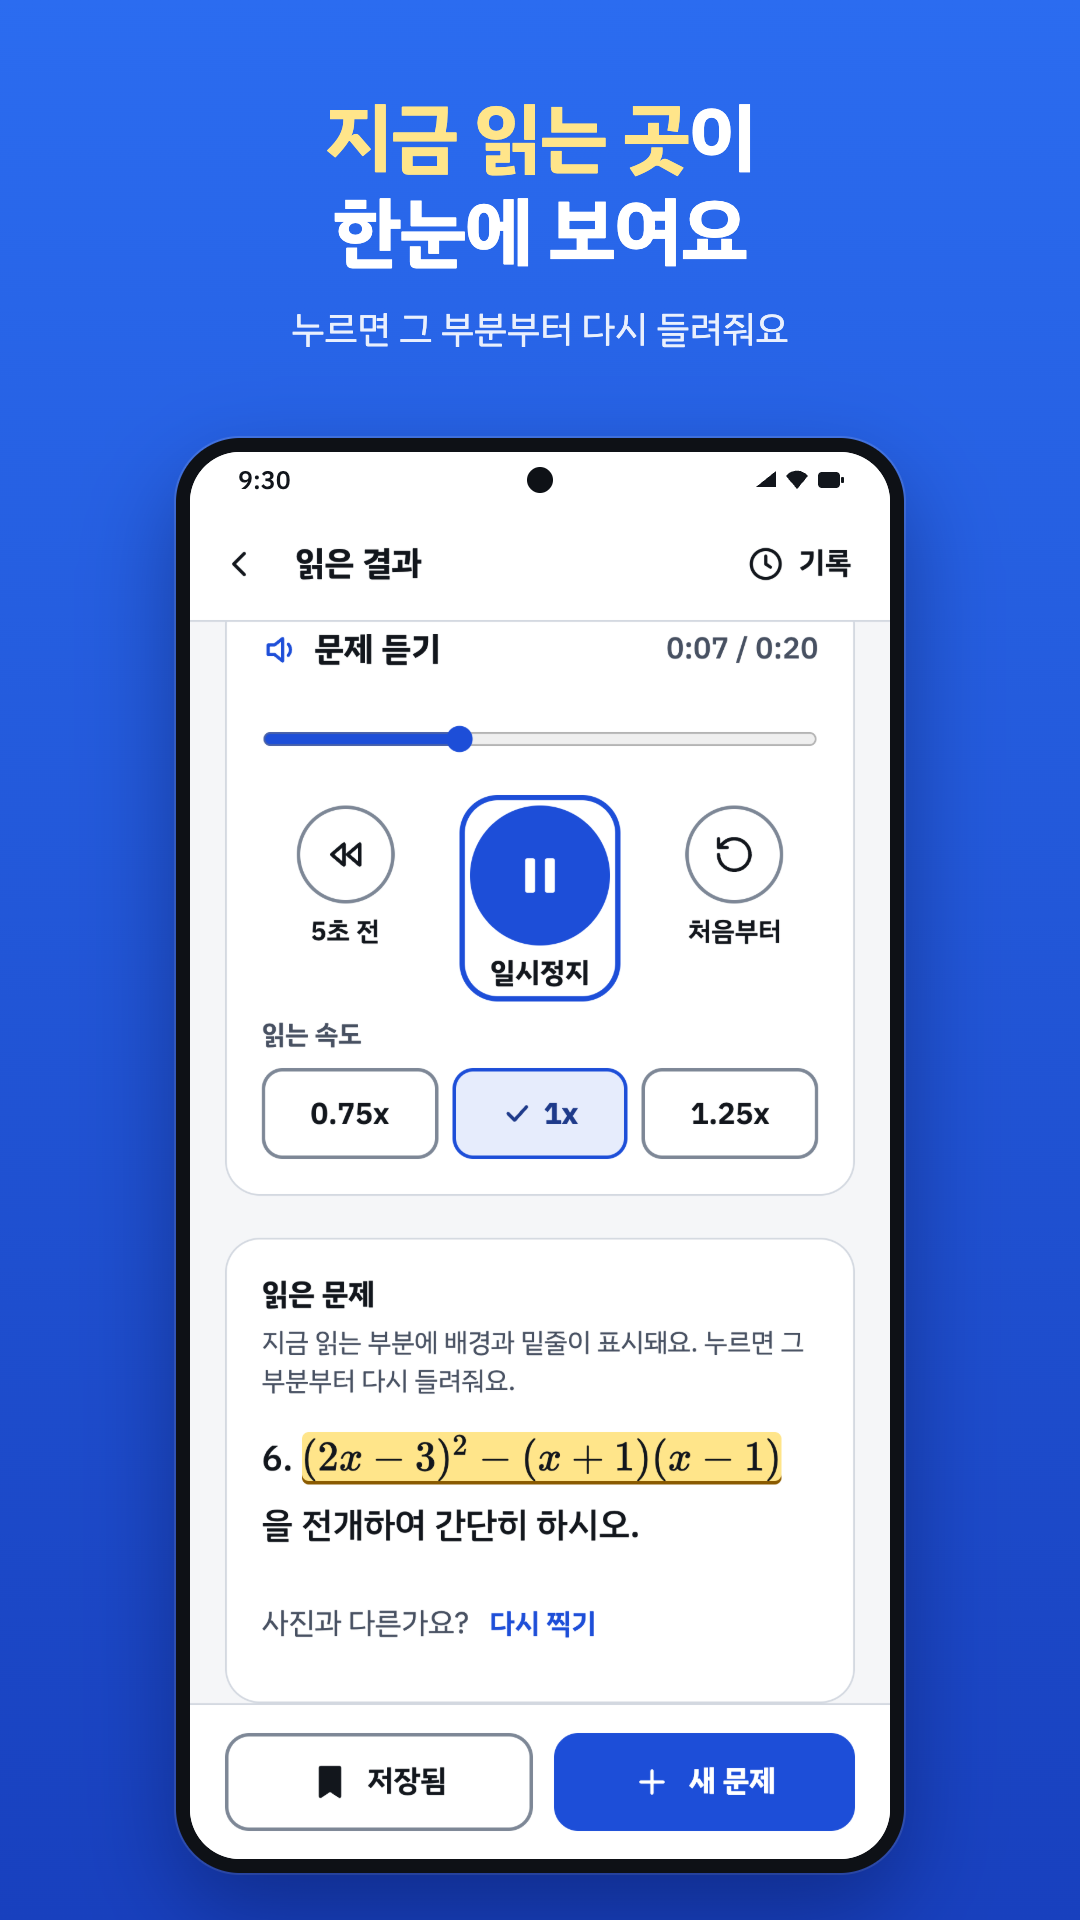 지금 읽는 곳이
한눈에 보여요
누르면 그 부분부터 다시 들려줘요
9:30
읽은 결과
기록
문제 듣기
0:07 / 0:20
5초 전
일시정지
처음부터
읽는 속도
0.75x
1x
1.25x
읽은 문제
지금 읽는 부분에 배경과 밑줄이 표시돼요. 누르면 그
부분부터 다시 들려줘요.
6. (2x − 3)² − (x + 1)(x − 1)
을 전개하여 간단히 하시오.
사진과 다른가요? 다시 찍기
저장됨
새 문제